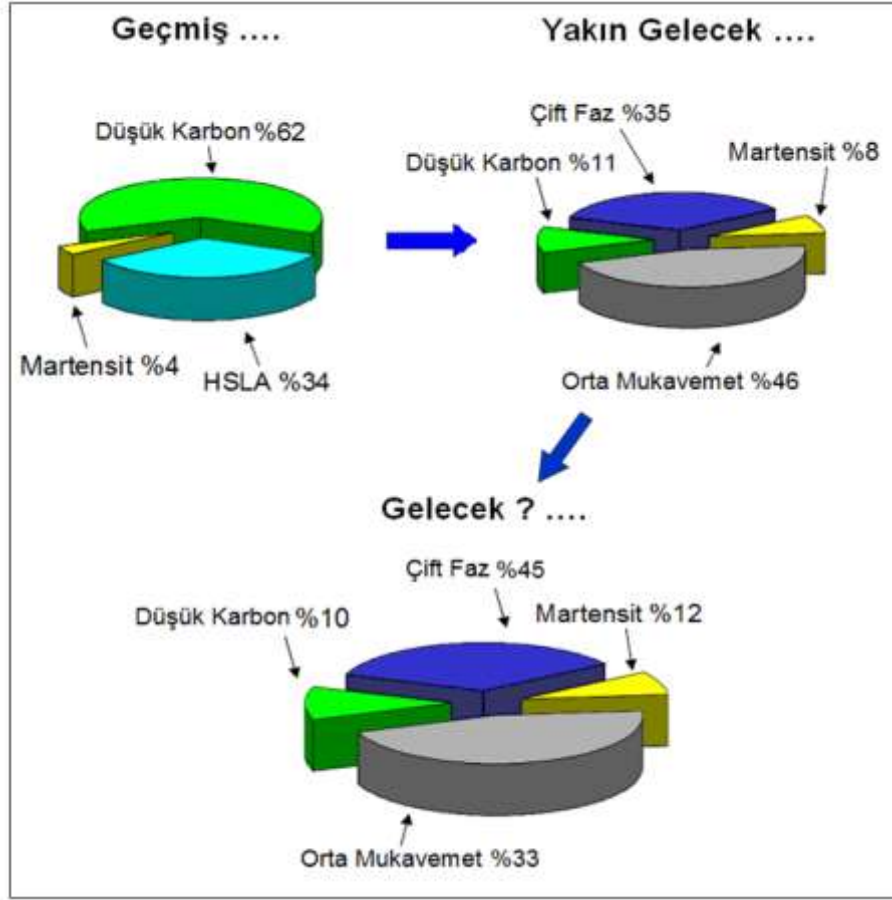 Geçmiş ....
Düşük Karbon %62
Martensit %4
HSLA %34
Yakın Gelecek ....
Çift Faz %35
Düşük Karbon %11
Martensit %8
Orta Mukavemet %46
Gelecek ? ....
Çift Faz %45
Düşük Karbon %10
Martensit %12
Orta Mukavemet %33